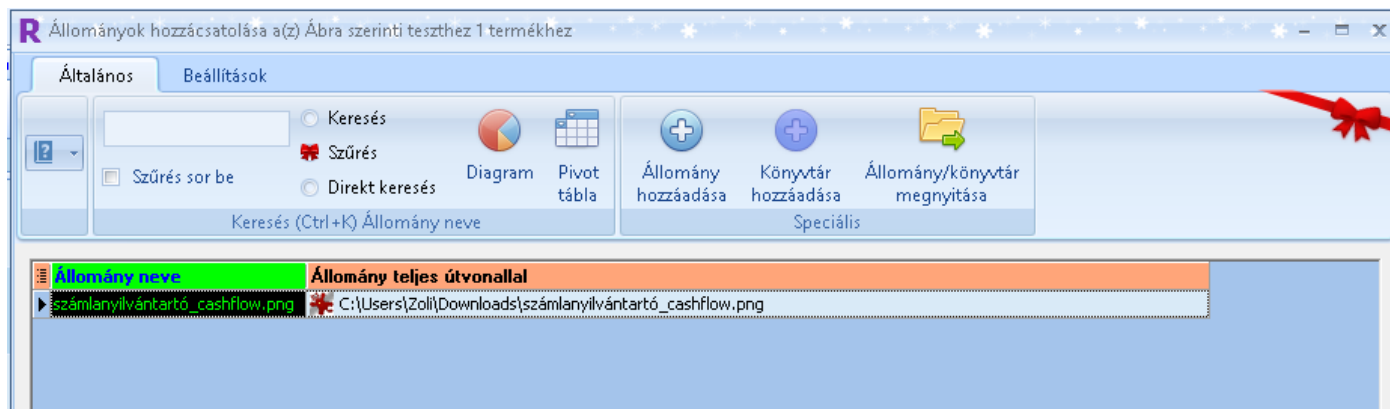 R Állományok hozzácsatolása a(z) Ábra szerinti teszthez 1 termékhez
Általános Beállítások
Keresés
Szűrés
Direkt keresés
Szűrés sor be
Diagram
Pivot
tábla
Keresés (Ctrl+K) Állomány neve
Állomány
hozzáadása
Könyvtár
hozzáadása
Állomány/könyvtár
megnyitása
Speciális
Állomány neve Állomány teljes útvonallal
számlanyilvántartó_cashflow.png C:\Users\Zoli\Downloads\számlanyilvántartó_cashflow.png